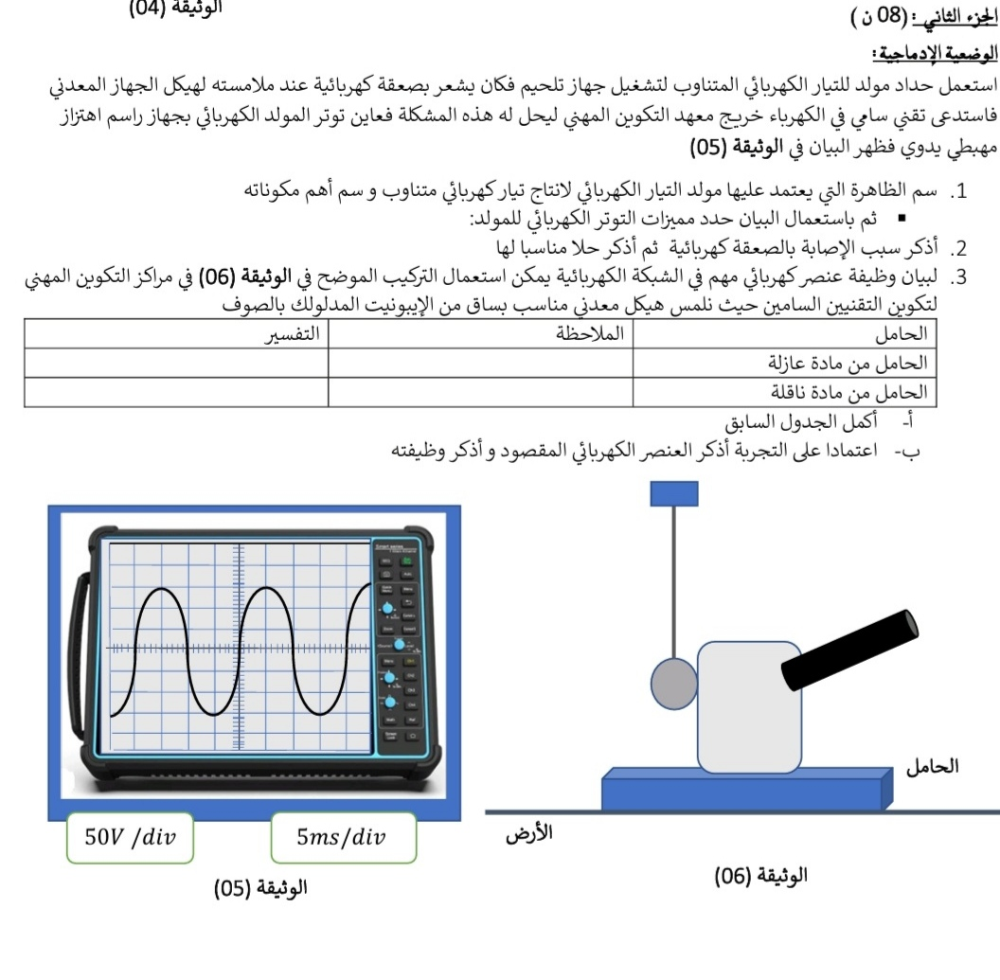 الوثيقة (04)
الجزء الثاني : (08 ن )
الوضعية الإدماجية :
استعمل حداد مولد للتيار الكهربائي المتناوب لتشغيل جهاز تلحيم فكان يشعر بصعقة كهربائية عند ملامسته لهيكل الجهاز المعدني
فاستدعى تقني سامي في الكهرباء خريج معهد التكوين المهني ليحل له هذه المشكلة فعاين توتر المولد الكهربائي بجهاز راسم اهتزاز
مهبطي يدوي فظهر البيان في الوثيقة (05)
1. سم الظاهرة التي يعتمد عليها مولد التيار الكهربائي لانتاج تيار كهربائي متناوب و سم أهم مكوناته
▪ ثم باستعمال البيان حدد مميزات التوتر الكهربائي للمولد:
2. أذكر سبب الإصابة بالصعقة كهربائية ثم أذكر حلا مناسبا لها
3. لبيان وظيفة عنصر كهربائي مهم في الشبكة الكهربائية يمكن استعمال التركيب الموضح في الوثيقة (06) في مراكز التكوين المهني
لتكوين التقنيين السامين حيث نلمس هيكل معدني مناسب بساق من الإيبونيت المدلولك بالصوف
الحامل الملاحظة التفسير
الحامل من مادة عازلة
الحامل من مادة ناقلة
أ- أكمل الجدول السابق
ب- اعتمادا على التجربة أذكر العنصر الكهربائي المقصود و أذكر وظيفته
الحامل
الأرض
50V /div
5ms/div
الوثيقة (06)
الوثيقة (05)